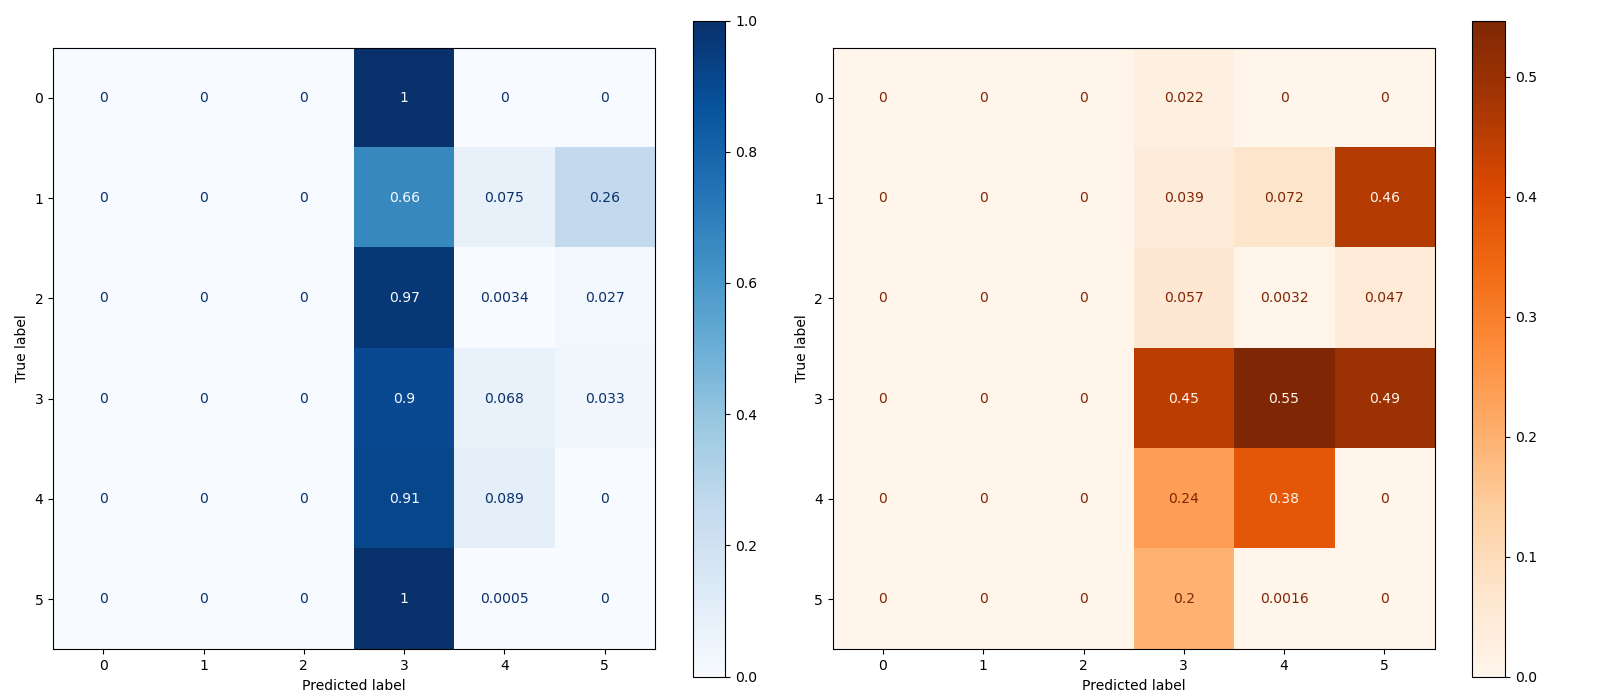 1.0
0 0 0 0 1 0 0
0.8
1 0 0 0 0.66 0.075 0.26
0.6
2 0 0 0 0.97 0.0034 0.027
True label
3 0 0 0 0.9 0.068 0.033
0.4
4 0 0 0 0.91 0.089 0
0.2
5 0 0 0 1 0.0005 0
0.0
0 1 2 3 4 5
Predicted label
0.5
0 0 0 0 0.022 0 0
0.4
1 0 0 0 0.039 0.072 0.46
0.3
2 0 0 0 0.057 0.0032 0.047
True label
3 0 0 0 0.45 0.55 0.49
0.2
4 0 0 0 0.24 0.38 0
0.1
5 0 0 0 0.2 0.0016 0
0.0
0 1 2 3 4 5
Predicted label